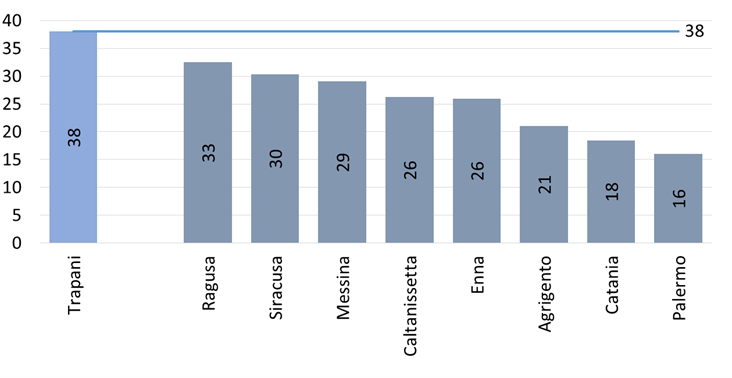 40
35
30
25
20
15
10
5
0
38
38
33
30
29
26
26
21
18
16
Trapani
Ragusa
Siracusa
Messina
Caltanissetta
Enna
Agrigento
Catania
Palermo